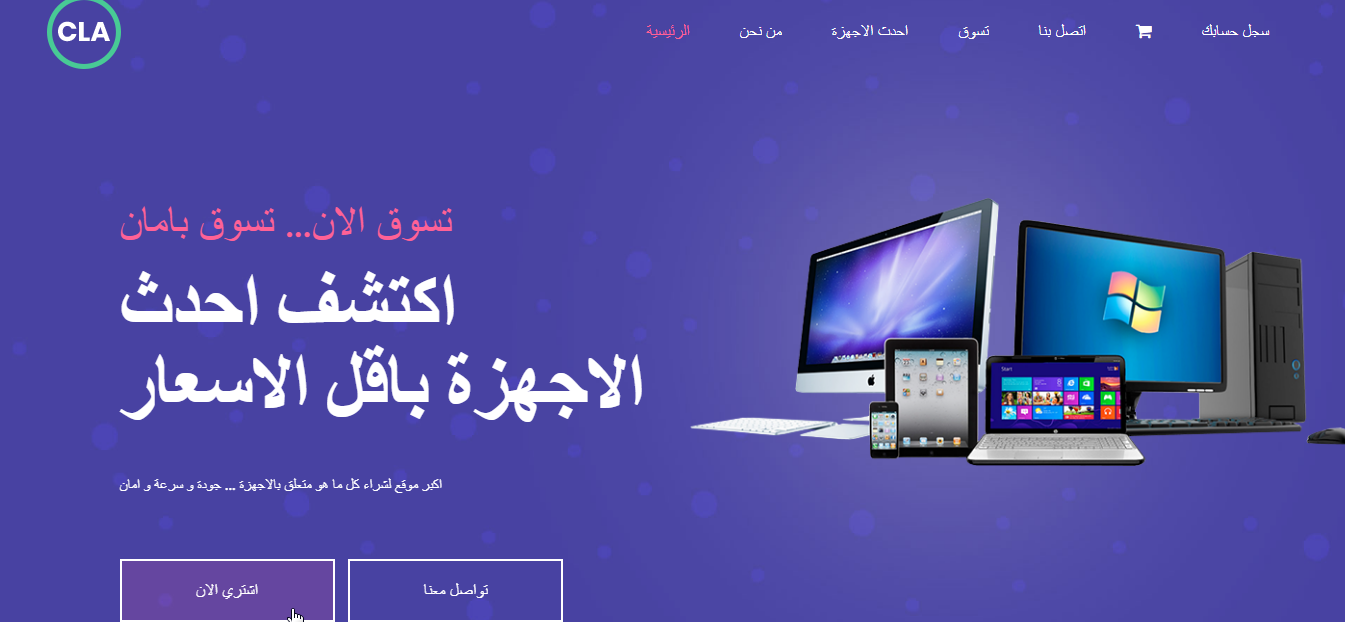 CLA
الرئيسية
من نحن
احدث الاجهزة
تسوق
اتصل بنا
سجل حسابك
تسوق الان... تسوق بامان
اكتشف احدث
الاجهزة باقل الاسعار
اكبر موقع لشراء كل ما هو متعلق بالاجهزة ... جودة و سرعة و امان
اشتري الان
تواصل معنا
Start